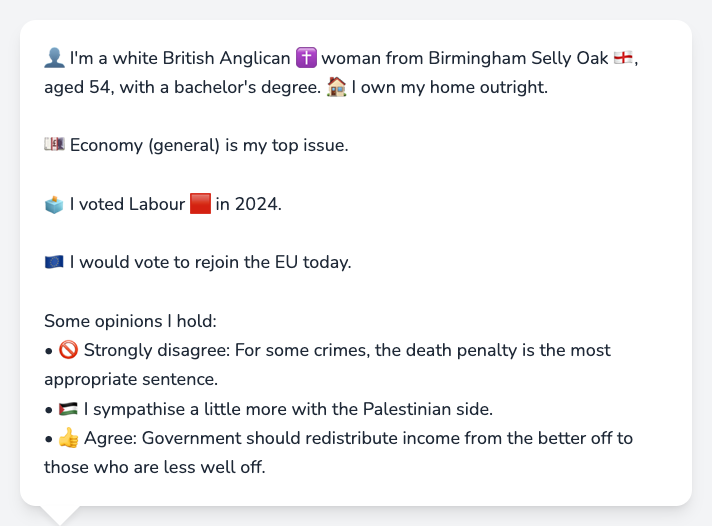 👤 I'm a white British Anglican ✝️ woman from Birmingham Selly Oak 🏴󠁧󠁢󠁥󠁮󠁧󠁿,
aged 54, with a bachelor's degree. 🏠 I own my home outright.
💷 Economy (general) is my top issue.
🗳️ I voted Labour 🟥 in 2024.
🇪🇺 I would vote to rejoin the EU today.
Some opinions I hold:
• 🚫 Strongly disagree: For some crimes, the death penalty is the most
appropriate sentence.
• 🇵🇸 I sympathise a little more with the Palestinian side.
• 👍 Agree: Government should redistribute income from the better off to
those who are less well off.